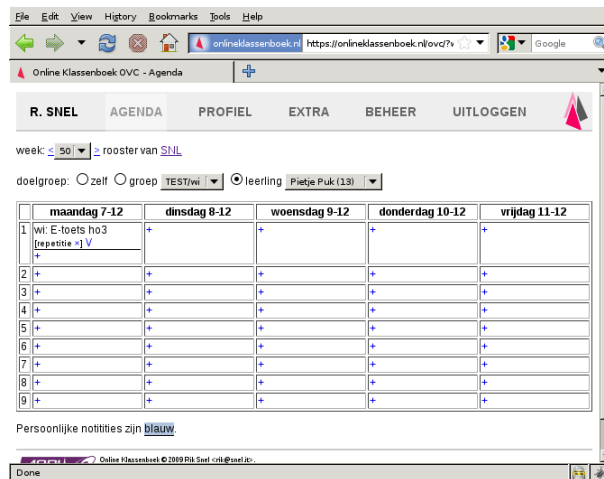 File Edit View History Bookmarks Tools Help
onlineklassenboek.nl https://onlineklassenboek.nl/ovc/?v Google
Online Klassenboek OVC - Agenda
R. SNEL AGENDA PROFIEL EXTRA BEHEER UITLOGGEN
week: < 50 > rooster van SNL
doelgroep: zelf groep TEST/wi leerling Pietje Puk (13)
maandag 7-12 dinsdag 8-12 woensdag 9-12 donderdag 10-12 vrijdag 11-12
1 wi: E-toets ho3 + + + +
[repetitie ×] V
+
2 + + + + +
3 + + + + +
4 + + + + +
5 + + + + +
6 + + + + +
7 + + + + +
8 + + + + +
9 + + + + +
Persoonlijke notitities zijn blauw.
Online Klassenboek © 2009 Rik Snel <rik@snel.it>.
Done